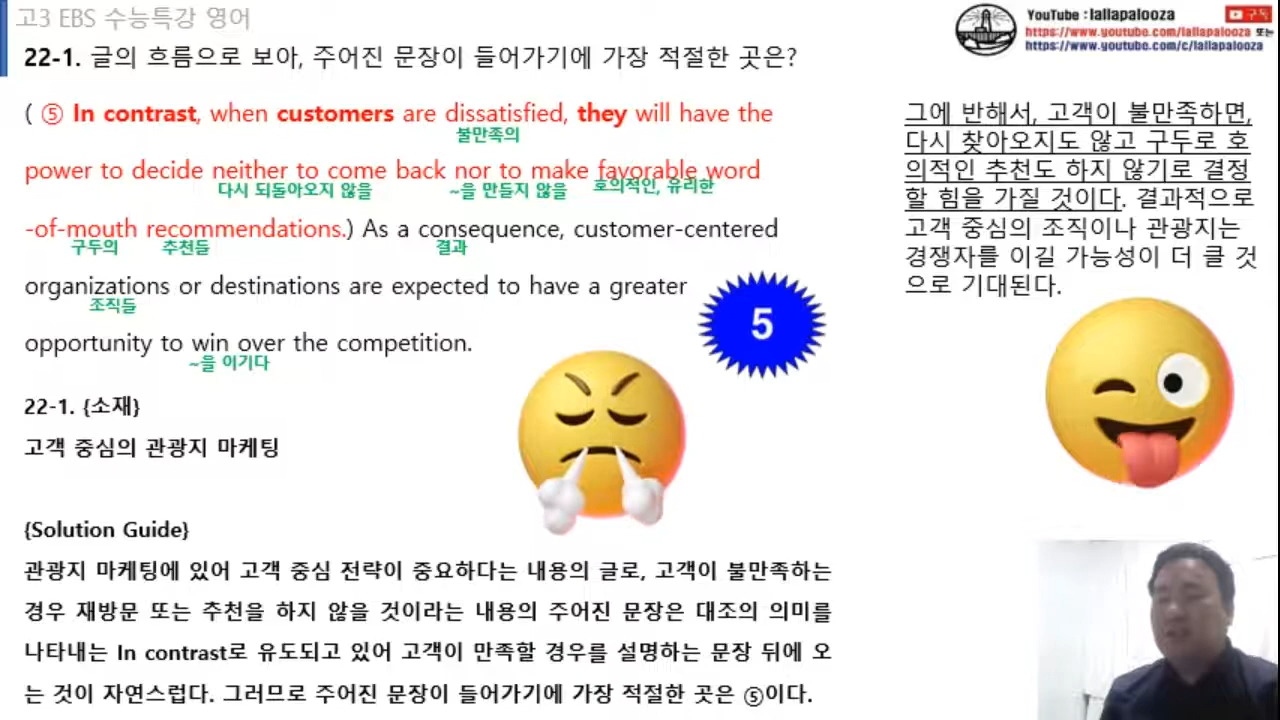 고3 EBS 수능특강 영어
YouTube : lallapalooza
구독
https://www.youtube.com/lallapalooza 또는
https://www.youtube.com/c/lallapalooza
22-1. 글의 흐름으로 보아, 주어진 문장이 들어가기에 가장 적절한 곳은?
( ⑤ In contrast, when customers are dissatisfied, they will have the
불만족의
power to decide neither to come back nor to make favorable word
다시 되돌아오지 않을 ~을 만들지 않을 호의적인, 유리한
-of-mouth recommendations.) As a consequence, customer-centered
구두의 추천들 결과
organizations or destinations are expected to have a greater
조직들
opportunity to win over the competition.
~을 이기다
5
그에 반해서, 고객이 불만족하면,
다시 찾아오지도 않고 구두로 호
의적인 추천도 하지 않기로 결정
할 힘을 가질 것이다. 결과적으로
고객 중심의 조직이나 관광지는
경쟁자를 이길 가능성이 더 클 것
으로 기대된다.
22-1. {소재}
고객 중심의 관광지 마케팅
{Solution Guide}
관광지 마케팅에 있어 고객 중심 전략이 중요하다는 내용의 글로, 고객이 불만족하는
경우 재방문 또는 추천을 하지 않을 것이라는 내용의 주어진 문장은 대조의 의미를
나타내는 In contrast로 유도되고 있어 고객이 만족할 경우를 설명하는 문장 뒤에 오
는 것이 자연스럽다. 그러므로 주어진 문장이 들어가기에 가장 적절한 곳은 ⑤이다.